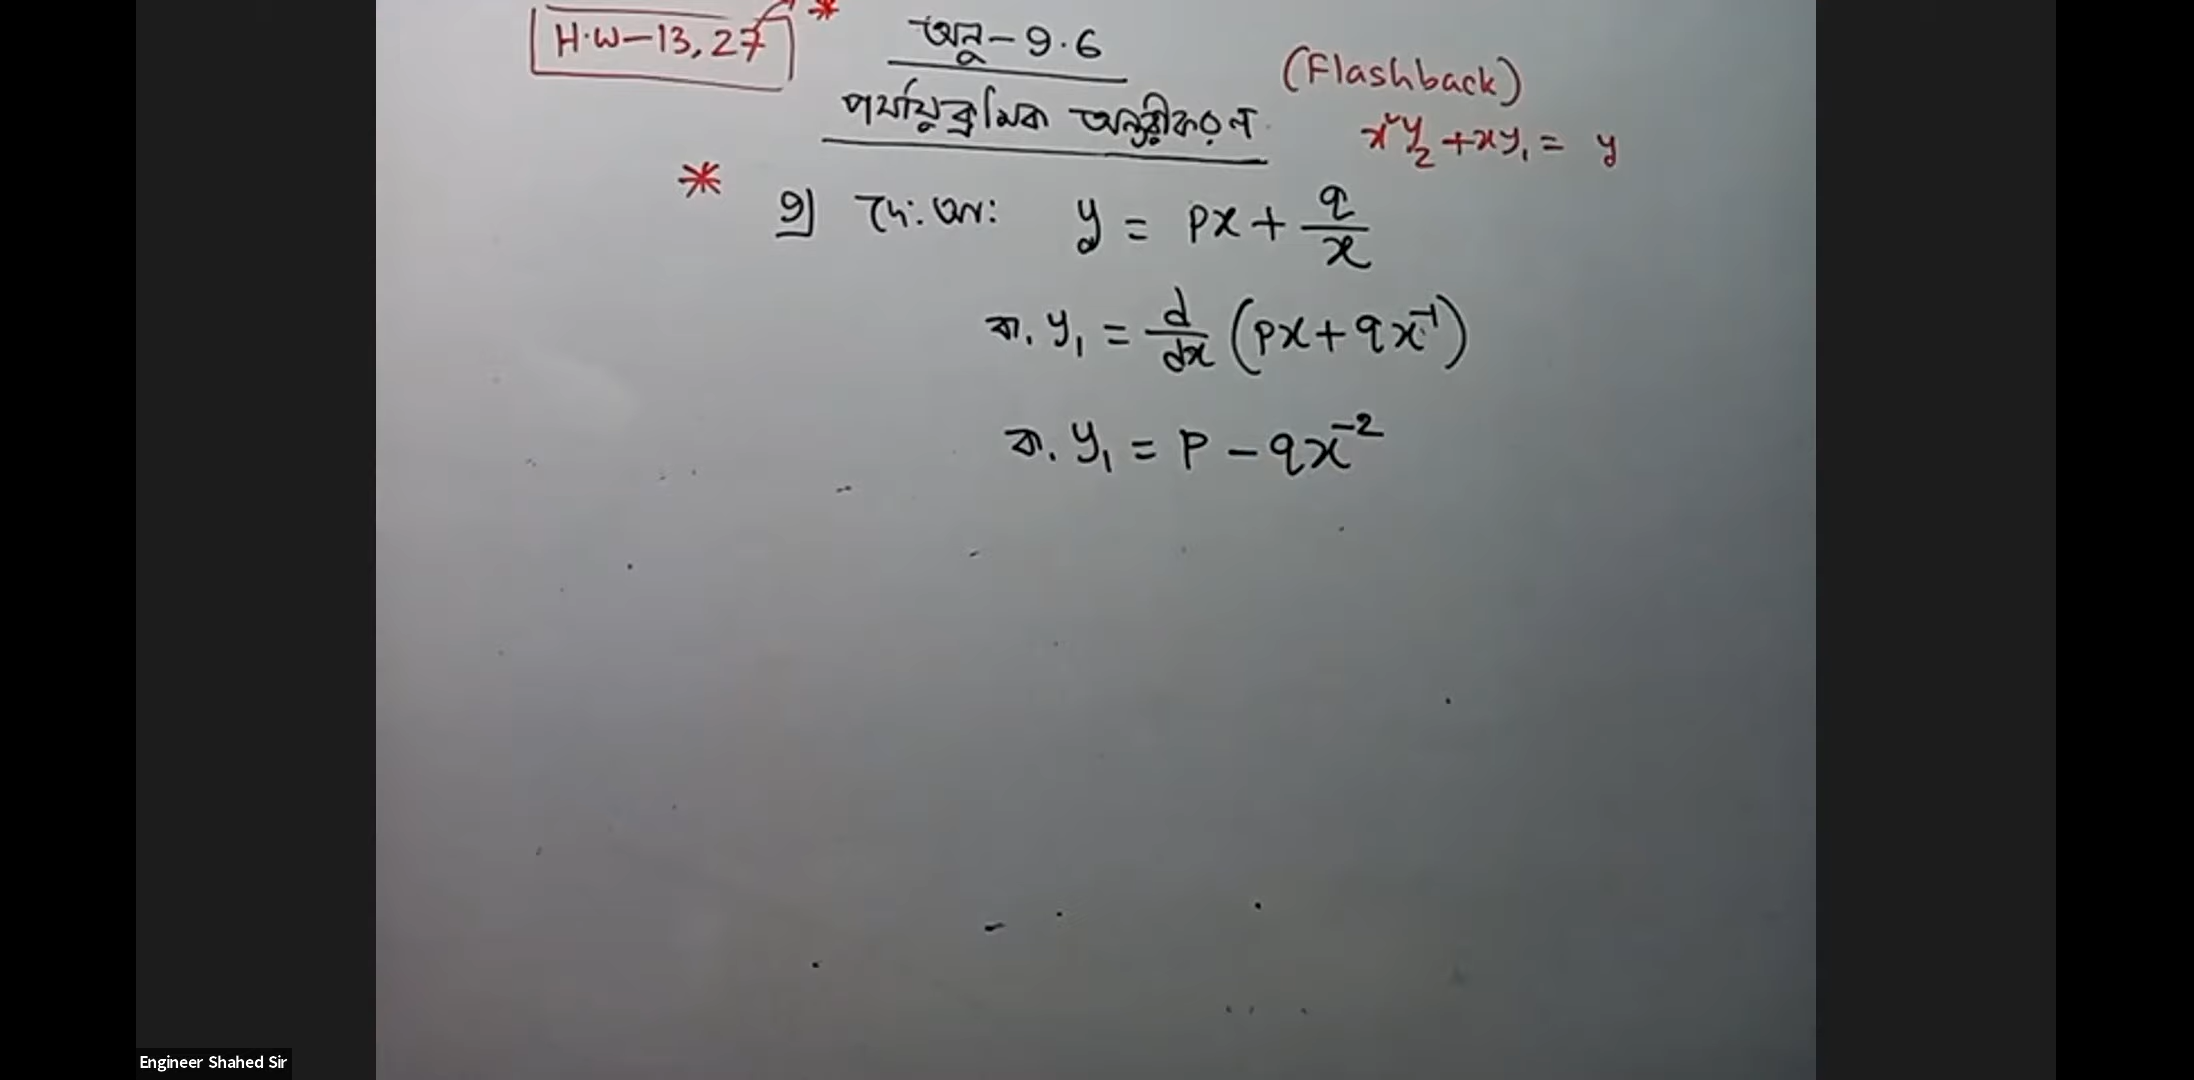 H.W-13, 27 *
অনু-9.6
(Flashback)
পর্যায়ক্রমিক অন্তরীকরণ
x²y₂ + xy₁ = y
* 9) দে: আ: y = px + q/x
বা, y₁ = d/dx (px + qx⁻¹)
বা, y₁ = p - qx⁻²
Engineer Shahed Sir